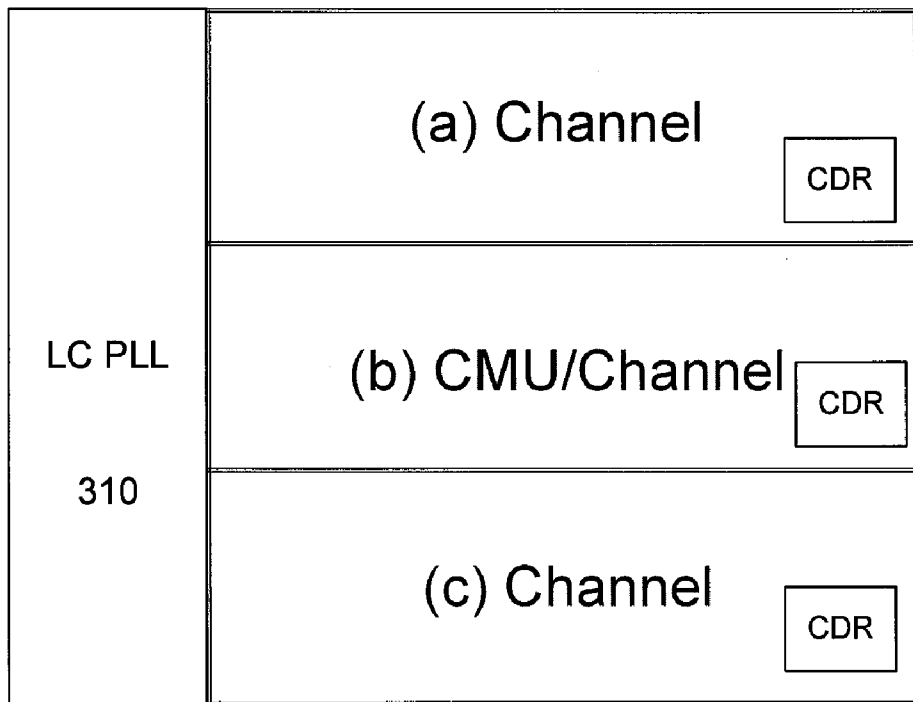 (a) Channel
CDR
LC PLL
310
(b) CMU/Channel
CDR
(c) Channel
CDR